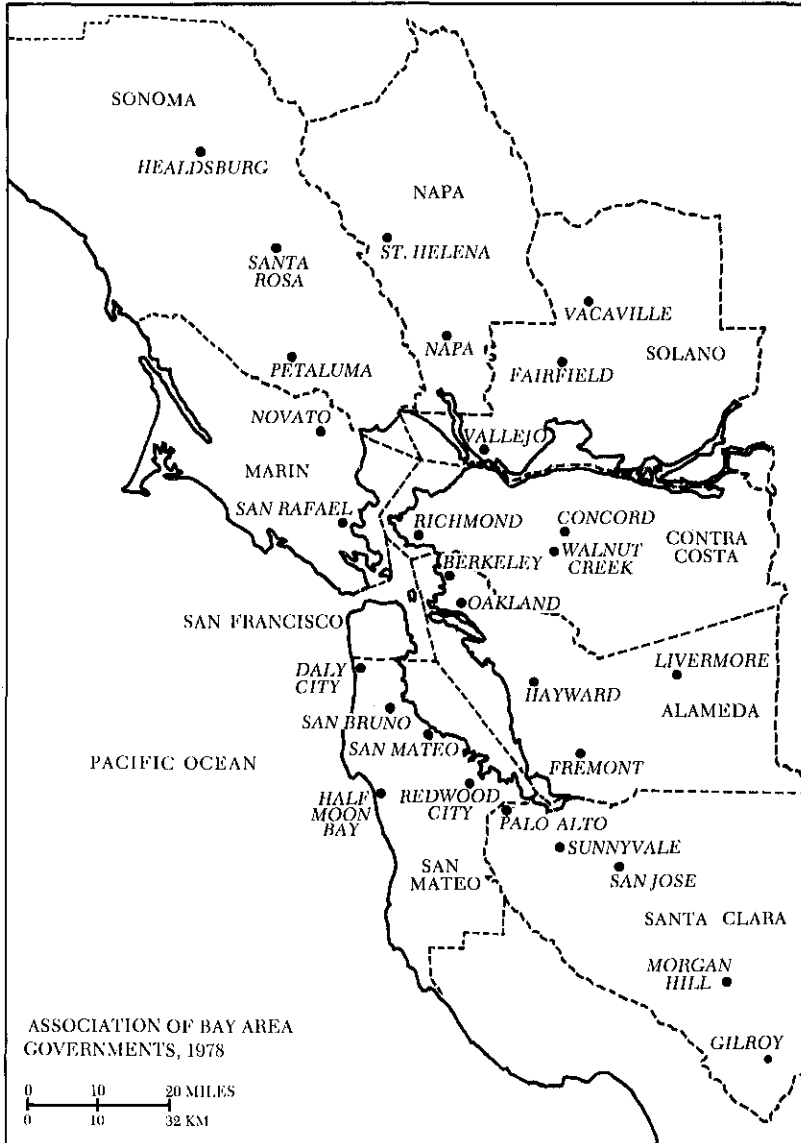 SONOMA
HEALDSBURG
NAPA
ST. HELENA
SANTA
ROSA
VACAVILLE
NAPA
SOLANO
PETALUMA
FAIRFIELD
NOVATO
VALLEJO
MARIN
SAN RAFAEL
RICHMOND
CONCORD
CONTRA
COSTA
WALNUT
CREEK
BERKELEY
OAKLAND
SAN FRANCISCO
DALY
CITY
LIVERMORE
HAYWARD
ALAMEDA
SAN BRUNO
SAN MATEO
PACIFIC OCEAN
FREMONT
HALF
MOON
BAY
REDWOOD
CITY
PALO ALTO
SUNNYVALE
SAN
MATEO
SAN JOSE
SANTA CLARA
MORGAN
HILL
GILROY
ASSOCIATION OF BAY AREA
GOVERNMENTS, 1978
0 10 20 MILES
0 10 32 KM